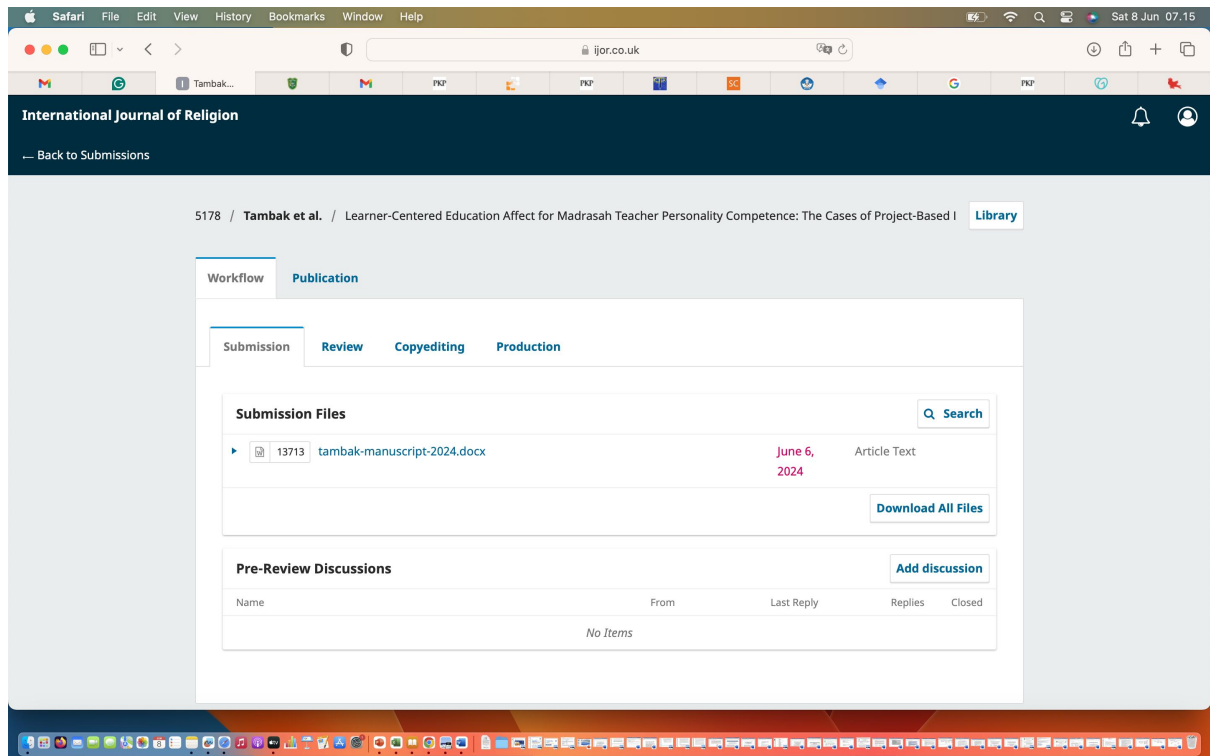 Safari File Edit View History Bookmarks Window Help Sat 8 Jun 07.15
ijor.co.uk
Tambak... PKP PKP SC PKP
International Journal of Religion
← Back to Submissions
5178 / Tambak et al. / Learner-Centered Education Affect for Madrasah Teacher Personality Competence: The Cases of Project-Based I Library
Workflow Publication
Submission Review Copyediting Production
Submission Files Search
13713 tambak-manuscript-2024.docx June 6, Article Text
2024
Download All Files
Pre-Review Discussions Add discussion
Name From Last Reply Replies Closed
No Items